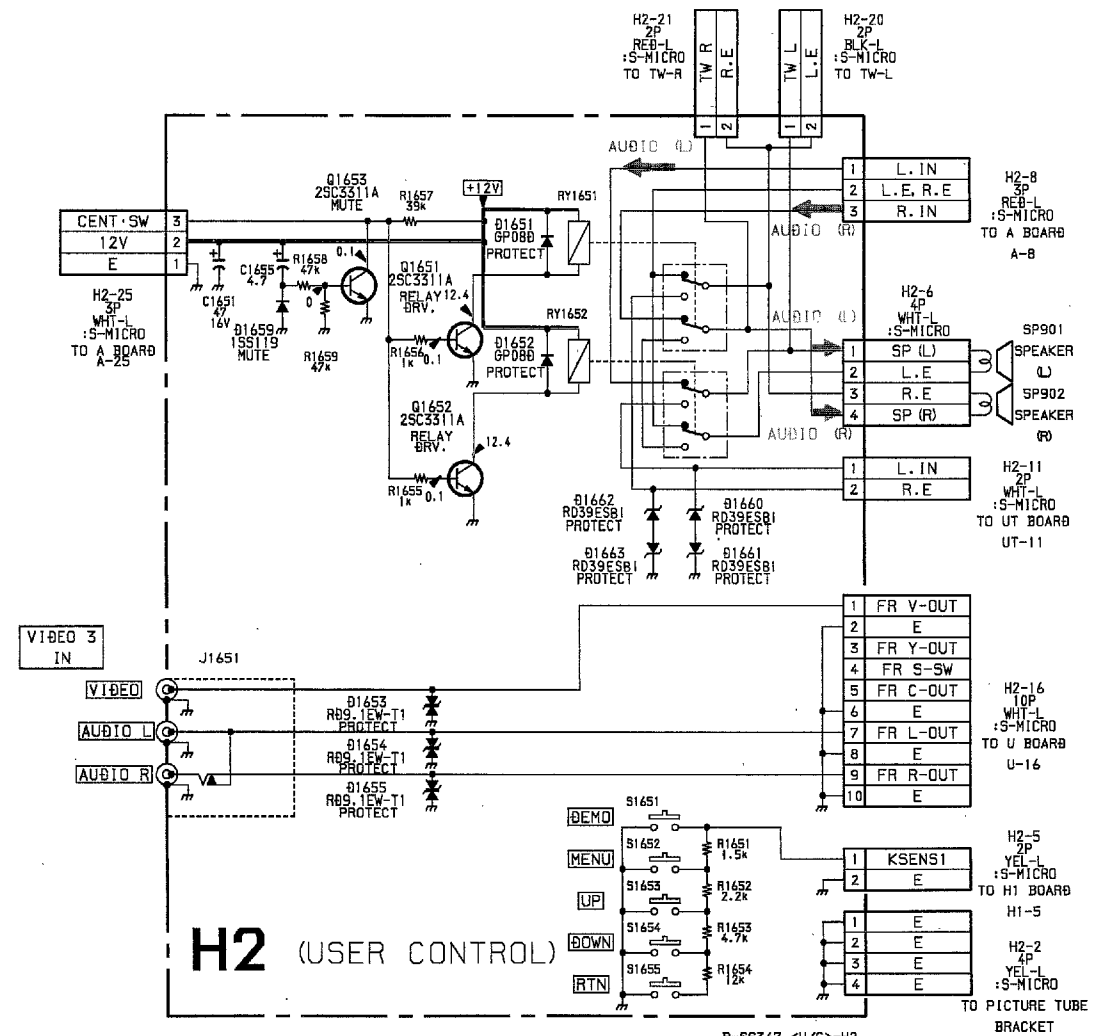 H2-21
2P
RED-L
:S-MICRO
TO TW-R
TW R
R.E
1
2
H2-20
2P
BLK-L
:S-MICRO
TO TW-L
TW L
L.E
1
2
AUDIO (L)
1 L.IN
2 L.E, R.E
3 R.IN
H2-8
3P
RED-L
:S-MICRO
TO A BOARD
A-8
AUDIO (R)
CENT·SW 3
12V 2
E 1
H2-25
3P
WHT-L
:S-MICRO
TO A BOARD
A-25
Q1653
2SC3311A
MUTE
R1657
39k
+12V
RY1651
D1651
GP08D
PROTECT
0.1
C1651
47
16V
C1655
4.7
R1658
47k
0
D1659
1SS119
MUTE
R1659
47k
Q1651
2SC3311A
RELAY
DRV.
12.4
R1656
1k
0.1
RY1652
D1652
GP08D
PROTECT
Q1652
2SC3311A
RELAY
DRV.
12.4
R1655
1k
0.1
AUDIO (L)
AUDIO (R)
H2-6
4P
WHT-L
:S-MICRO
1 SP (L)
2 L.E
3 R.E
4 SP (R)
SP901
SPEAKER
(L)
SP902
SPEAKER
(R)
1 L.IN
2 R.E
H2-11
2P
WHT-L
:S-MICRO
TO UT BOARD
UT-11
D1662
RD39ESB1
PROTECT
D1660
RD39ESB1
PROTECT
D1663
RD39ESB1
PROTECT
D1661
RD39ESB1
PROTECT
VIDEO 3
IN
J1651
VIDEO
AUDIO L
AUDIO R
D1653
RD9.1EW-T1
PROTECT
D1654
RD9.1EW-T1
PROTECT
D1655
RD9.1EW-T1
PROTECT
1 FR V-OUT
2 E
3 FR Y-OUT
4 FR S-SW
5 FR C-OUT
6 E
7 FR L-OUT
8 E
9 FR R-OUT
10 E
H2-16
10P
WHT-L
:S-MICRO
TO U BOARD
U-16
DEMO
S1651
MENU
S1652
UP
S1653
DOWN
S1654
RTN
S1655
R1651
1.5k
R1652
2.2k
R1653
4.7k
R1654
12k
1 KSENS1
2 E
H2-5
2P
YEL-L
:S-MICRO
TO H1 BOARD
H1-5
1 E
2 E
3 E
4 E
H2-2
4P
YEL-L
:S-MICRO
TO PICTURE TUBE
BRACKET
H2 (USER CONTROL)